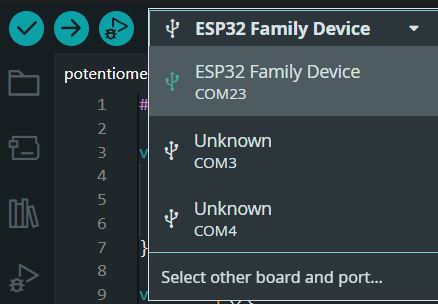 ESP32 Family Device
potentiome
ESP32 Family Device
COM23
1 #
2
3 v
Unknown
COM3
4
5
6
Unknown
COM4
7 }
8
Select other board and port...
9 v